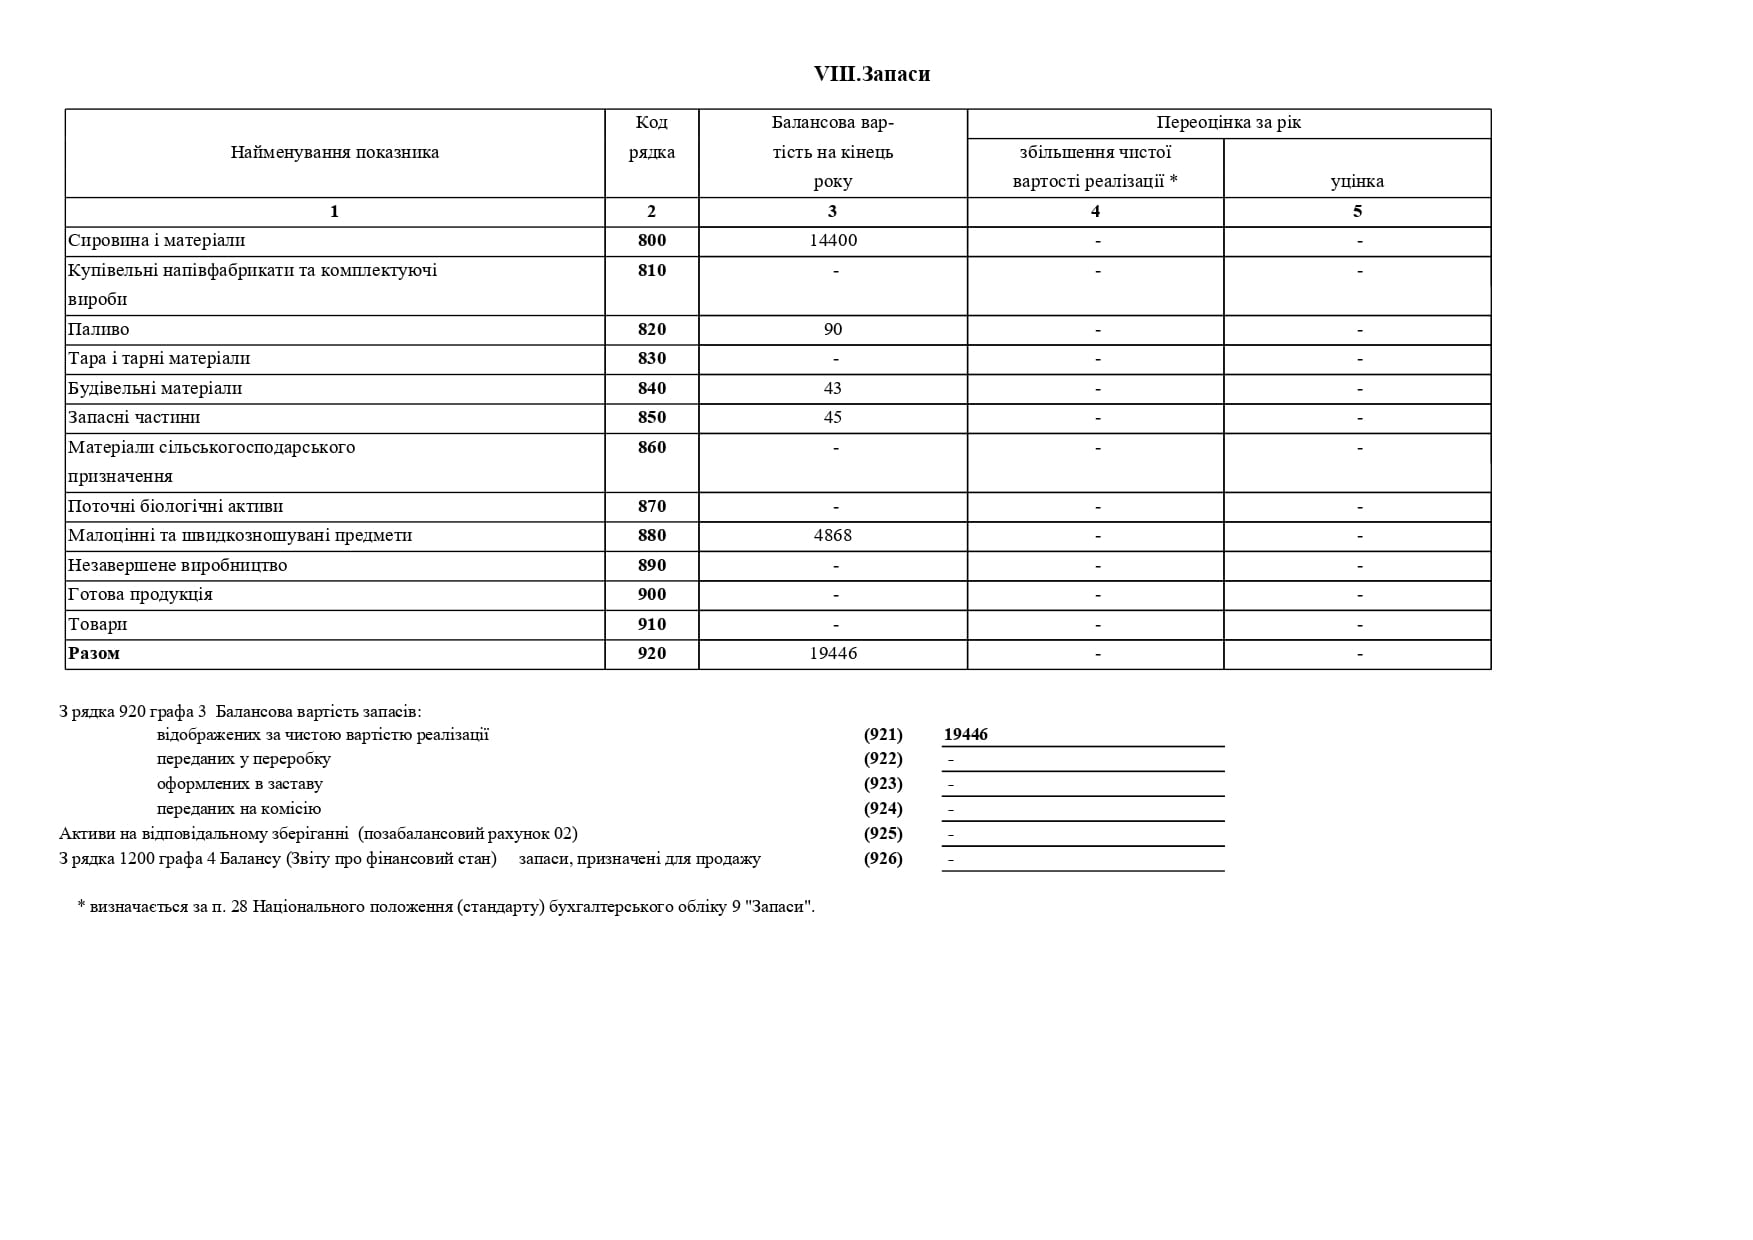 VIII.Запаси
Найменування показника
Код
рядка
Балансова вар-
тість на кінець
року
Переоцінка за рік
збільшення чистої
вартості реалізації *
уцінка
1 2 3 4 5
Сировина і матеріали 800 14400 - -
Купівельні напівфабрикати та комплектуючі 810 - - -
вироби
Паливо 820 90 - -
Тара і тарні матеріали 830 - - -
Будівельні матеріали 840 43 - -
Запасні частини 850 45 - -
Матеріали сільськогосподарського 860 - - -
призначення
Поточні біологічні активи 870 - - -
Малоцінні та швидкозношувані предмети 880 4868 - -
Незавершене виробництво 890 - - -
Готова продукція 900 - - -
Товари 910 - - -
Разом 920 19446 - -
З рядка 920 графа 3 Балансова вартість запасів:
відображених за чистою вартістю реалізації (921) 19446
переданих у переробку (922) -
оформлених в заставу (923) -
переданих на комісію (924) -
Активи на відповідальному зберіганні (позабалансовий рахунок 02) (925) -
З рядка 1200 графа 4 Балансу (Звіту про фінансовий стан) запаси, призначені для продажу (926) -
* визначається за п. 28 Національного положення (стандарту) бухгалтерського обліку 9 "Запаси".